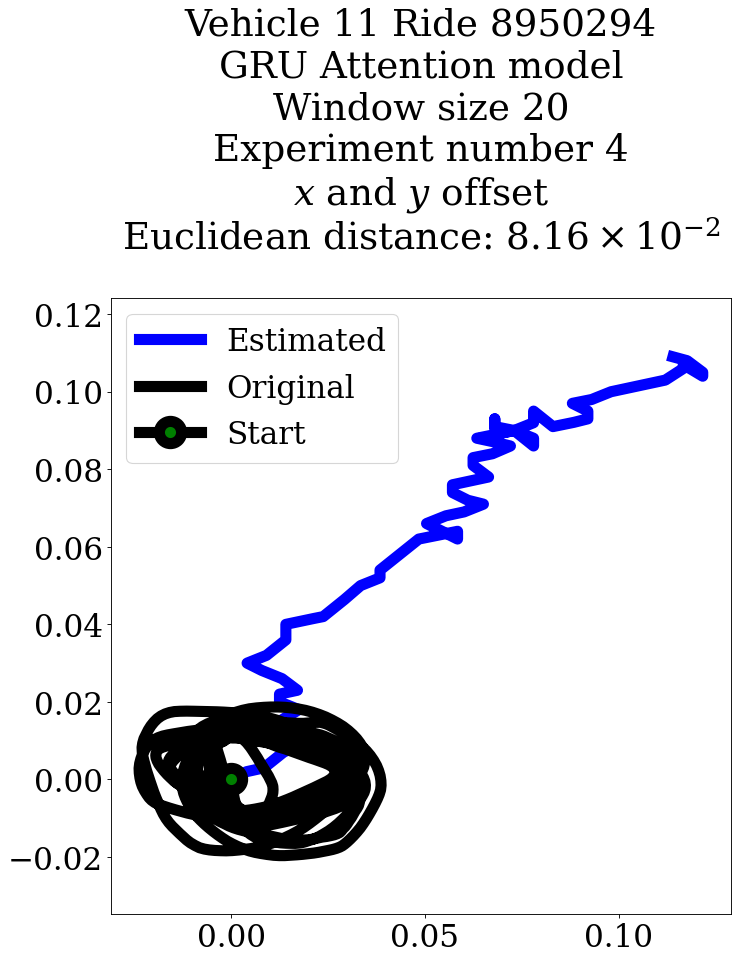 Vehicle 11 Ride 8950294
GRU Attention model
Window size 20
Experiment number 4
x and y offset
Euclidean distance: 8.16 × 10⁻²
0.12
0.10
0.08
0.06
0.04
0.02
0.00
−0.02
Estimated
Original
Start
0.00 0.05 0.10